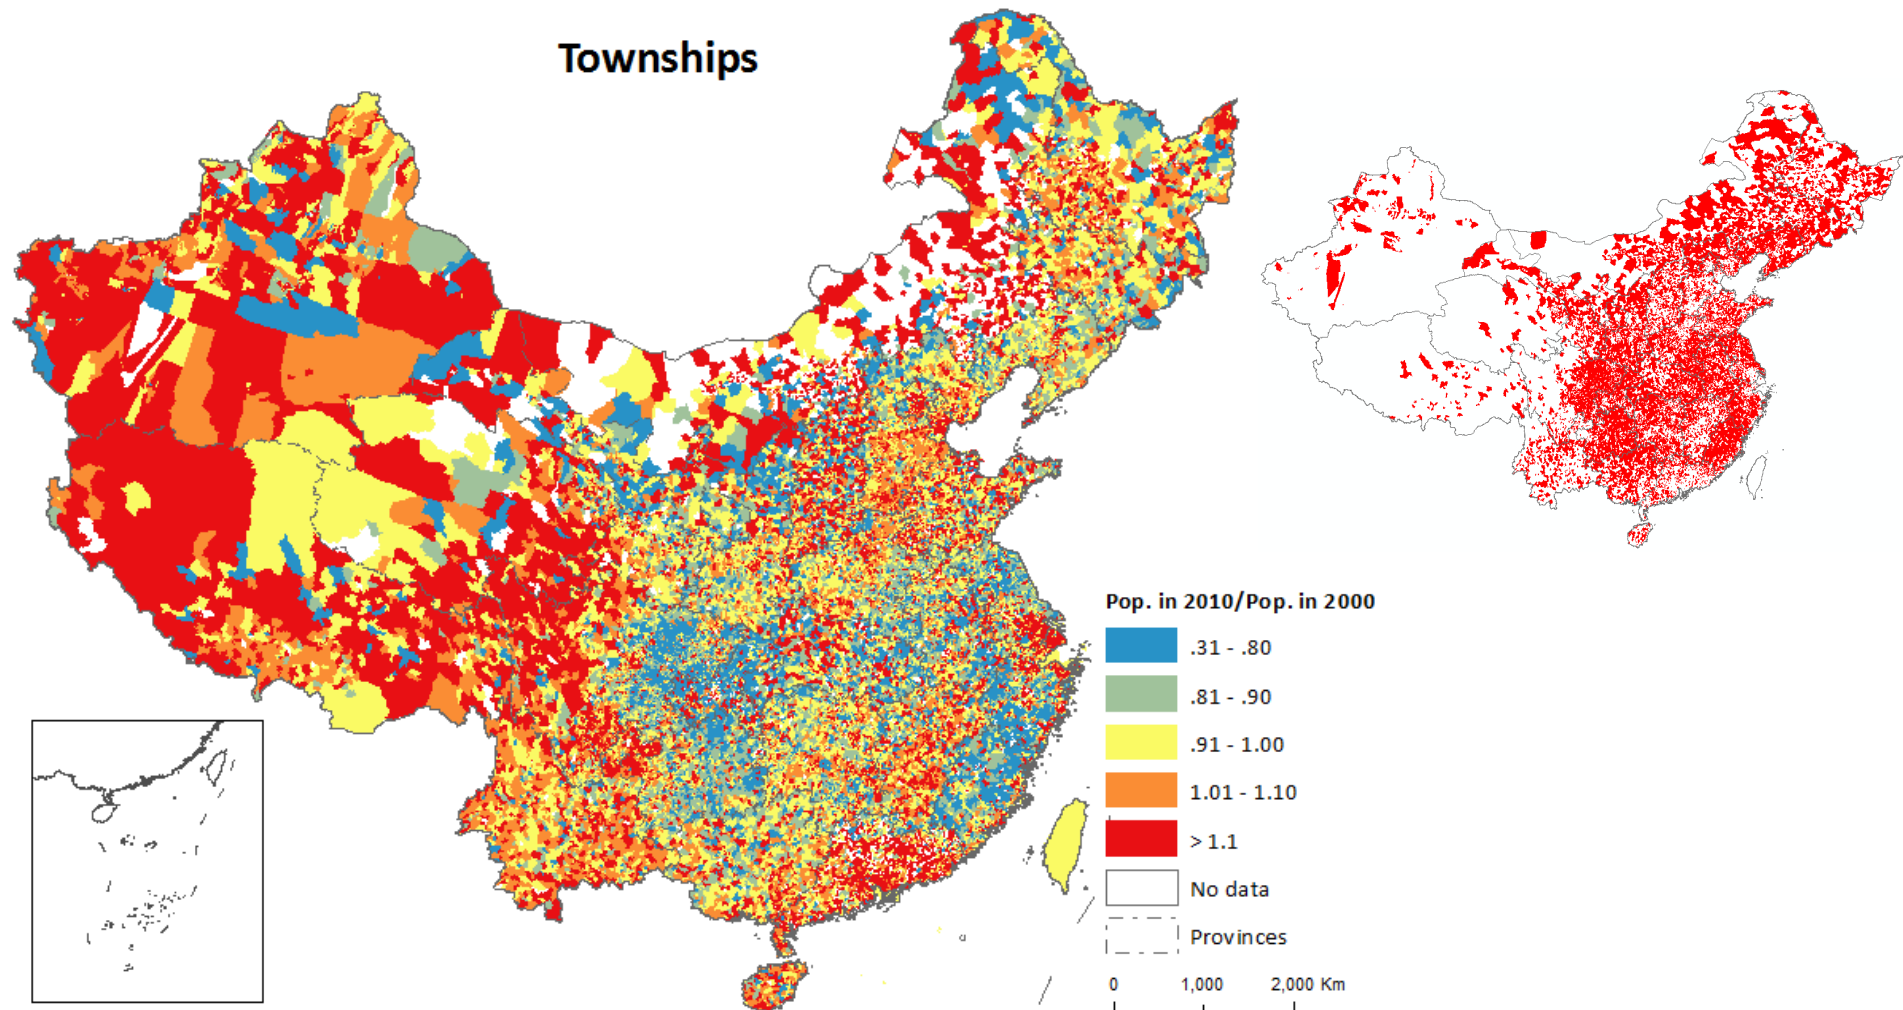 Townships
Pop. in 2010/Pop. in 2000
.31 - .80
.81 - .90
.91 - 1.00
1.01 - 1.10
> 1.1
No data
Provinces
0 1,000 2,000 Km